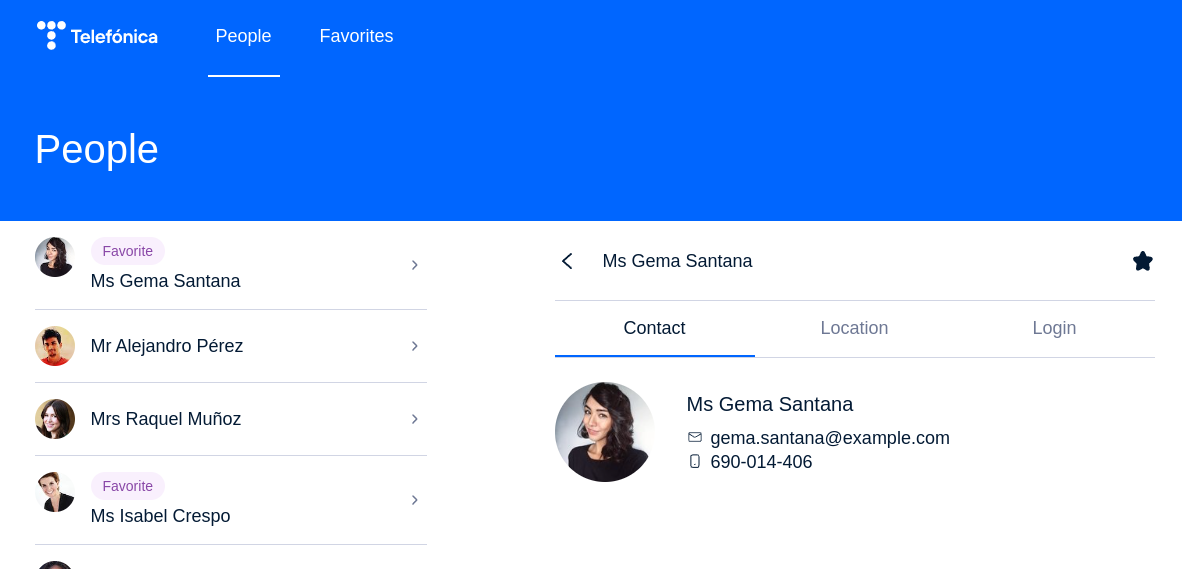 Telefónica
People
Favorites
People
Favorite
Ms Gema Santana
Mr Alejandro Pérez
Mrs Raquel Muñoz
Favorite
Ms Isabel Crespo
Ms Gema Santana
Contact
Location
Login
Ms Gema Santana
gema.santana@example.com
690-014-406